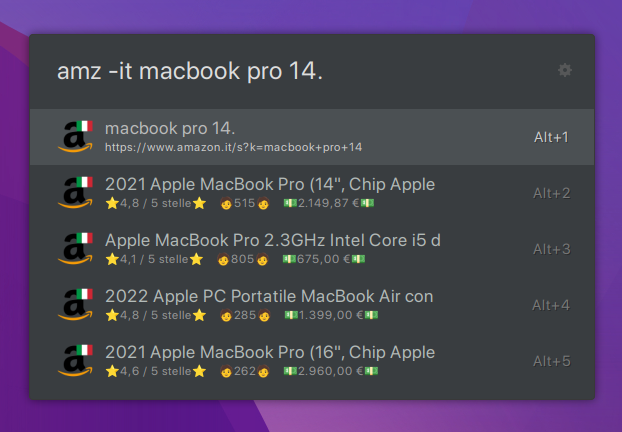 amz -it macbook pro 14.
macbook pro 14.
https://www.amazon.it/s?k=macbook+pro+14
Alt+1
2021 Apple MacBook Pro (14", Chip Apple
⭐4,8 / 5 stelle⭐ 🧑515🧑 💵2.149,87 €💵
Alt+2
Apple MacBook Pro 2.3GHz Intel Core i5 d
⭐4,1 / 5 stelle⭐ 🧑805🧑 💵675,00 €💵
Alt+3
2022 Apple PC Portatile MacBook Air con
⭐4,8 / 5 stelle⭐ 🧑285🧑 💵1.399,00 €💵
Alt+4
2021 Apple MacBook Pro (16", Chip Apple
⭐4,6 / 5 stelle⭐ 🧑262🧑 💵2.960,00 €💵
Alt+5